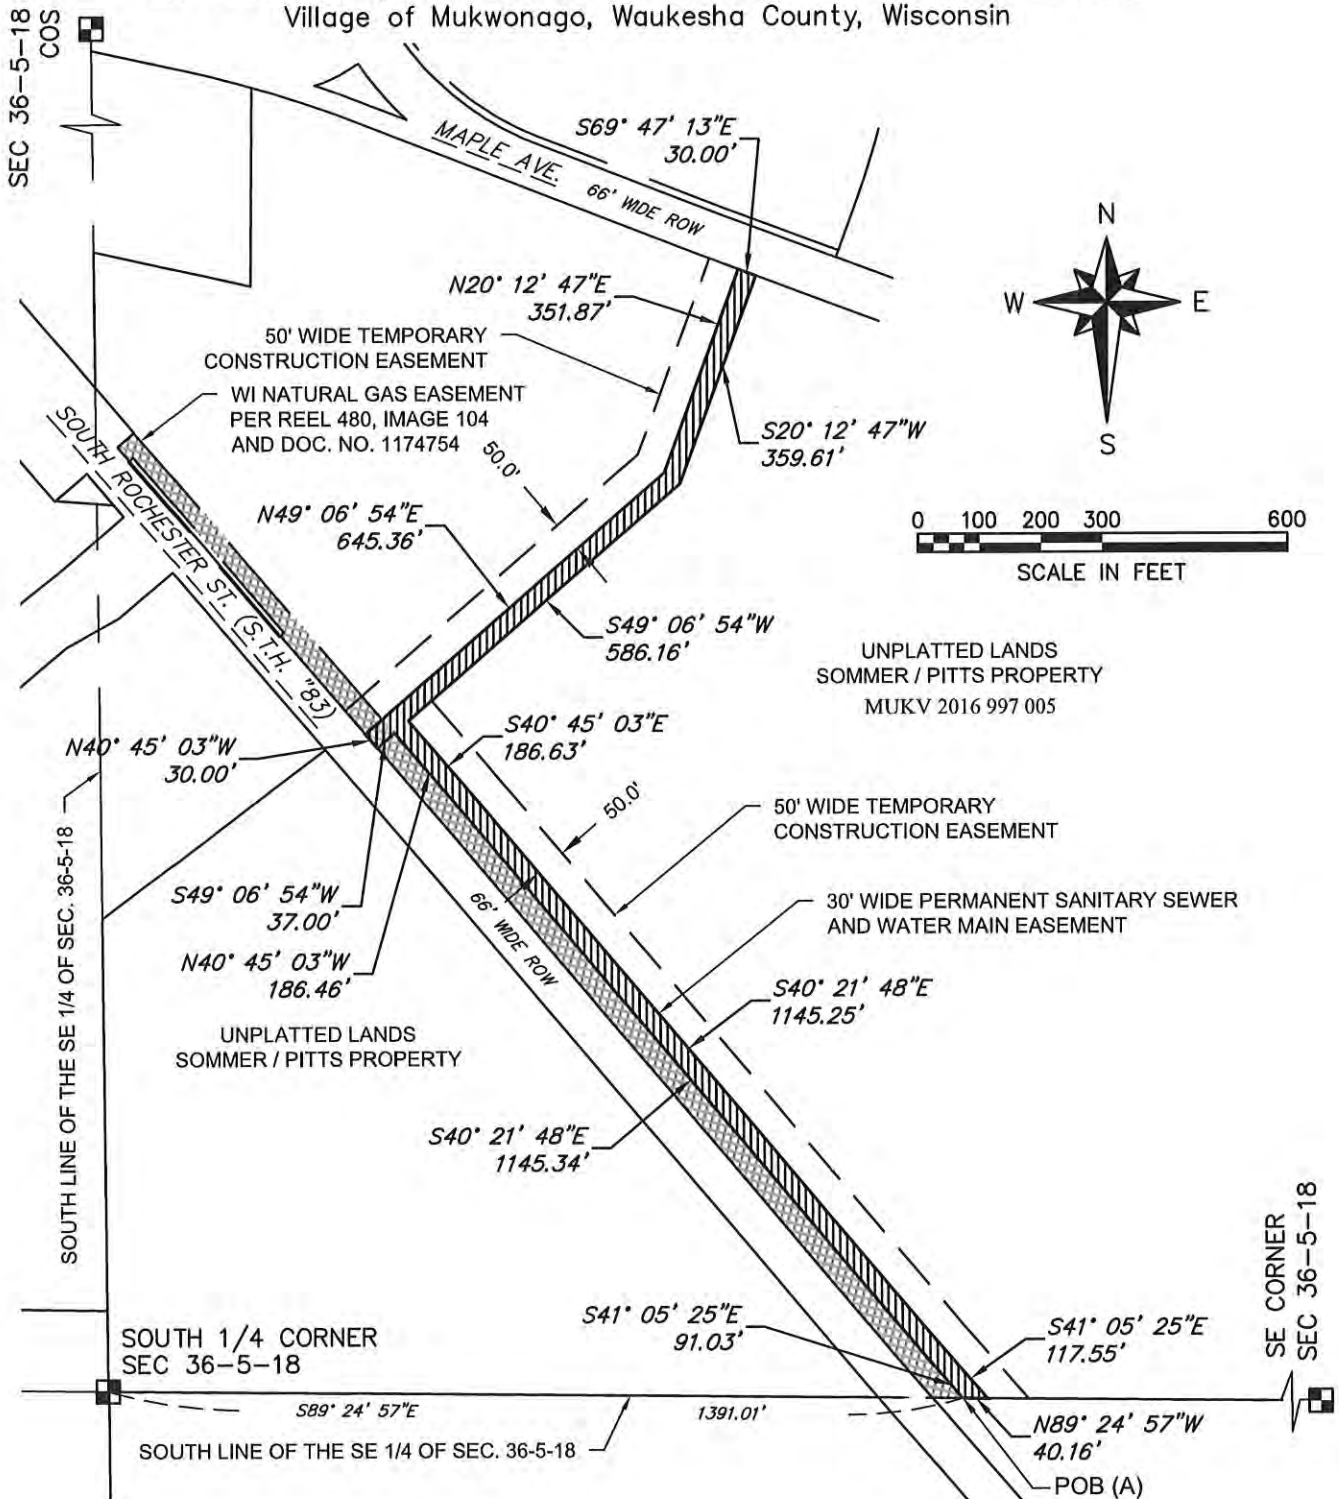 Village of Mukwonago, Waukesha County, Wisconsin
SEC 36-5-18
COS
MAPLE AVE.
66' WIDE ROW
S69° 47' 13"E
30.00'
N
W
E
S
N20° 12' 47"E
351.87'
50' WIDE TEMPORARY
CONSTRUCTION EASEMENT
WI NATURAL GAS EASEMENT
PER REEL 480, IMAGE 104
AND DOC. NO. 1174754
SOUTH ROCHESTER ST. (S.T.H. "83)
50.0'
S20° 12' 47"W
359.61'
N49° 06' 54"E
645.36'
0 100 200 300 600
SCALE IN FEET
S49° 06' 54"W
586.16'
UNPLATTED LANDS
SOMMER / PITTS PROPERTY
MUKV 2016 997 005
N40° 45' 03"W
30.00'
S40° 45' 03"E
186.63'
50.0'
50' WIDE TEMPORARY
CONSTRUCTION EASEMENT
SOUTH LINE OF THE SE 1/4 OF SEC. 36-5-18
S49° 06' 54"W
37.00'
66' WIDE ROW
30' WIDE PERMANENT SANITARY SEWER
AND WATER MAIN EASEMENT
N40° 45' 03"W
186.46'
S40° 21' 48"E
1145.25'
UNPLATTED LANDS
SOMMER / PITTS PROPERTY
S40° 21' 48"E
1145.34'
SE CORNER
SEC 36-5-18
S41° 05' 25"E
91.03'
S41° 05' 25"E
117.55'
SOUTH 1/4 CORNER
SEC 36-5-18
S89° 24' 57"E
1391.01'
N89° 24' 57"W
40.16'
SOUTH LINE OF THE SE 1/4 OF SEC. 36-5-18
POB (A)